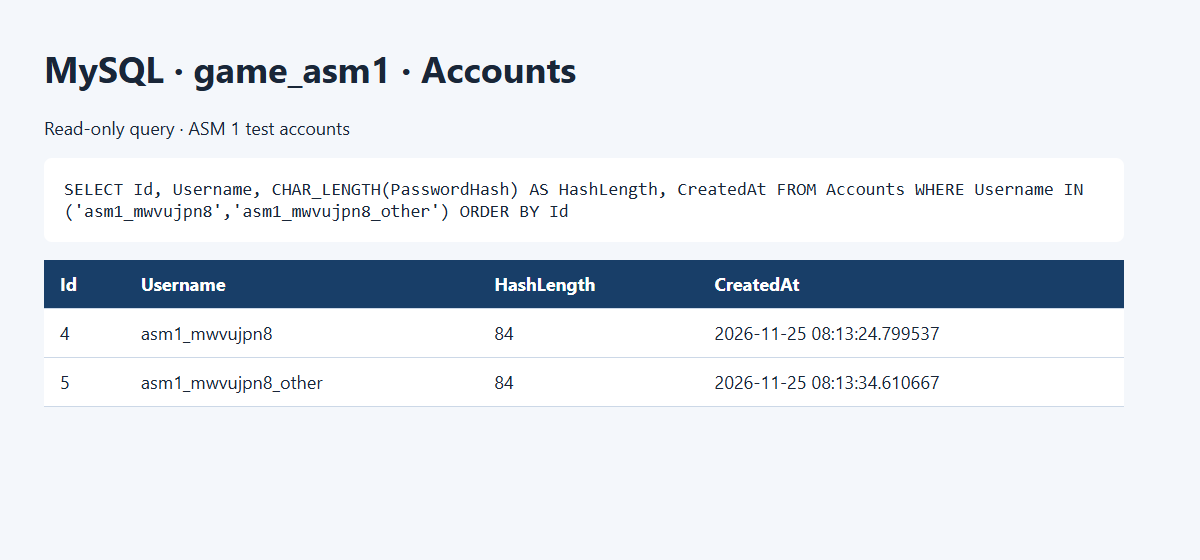 MySQL · game_asm1 · Accounts
Read-only query · ASM 1 test accounts
SELECT Id, Username, CHAR_LENGTH(PasswordHash) AS HashLength, CreatedAt FROM Accounts WHERE Username IN
('asm1_mwvujpn8','asm1_mwvujpn8_other') ORDER BY Id
Id Username HashLength CreatedAt
4 asm1_mwvujpn8 84 2026-11-25 08:13:24.799537
5 asm1_mwvujpn8_other 84 2026-11-25 08:13:34.610667